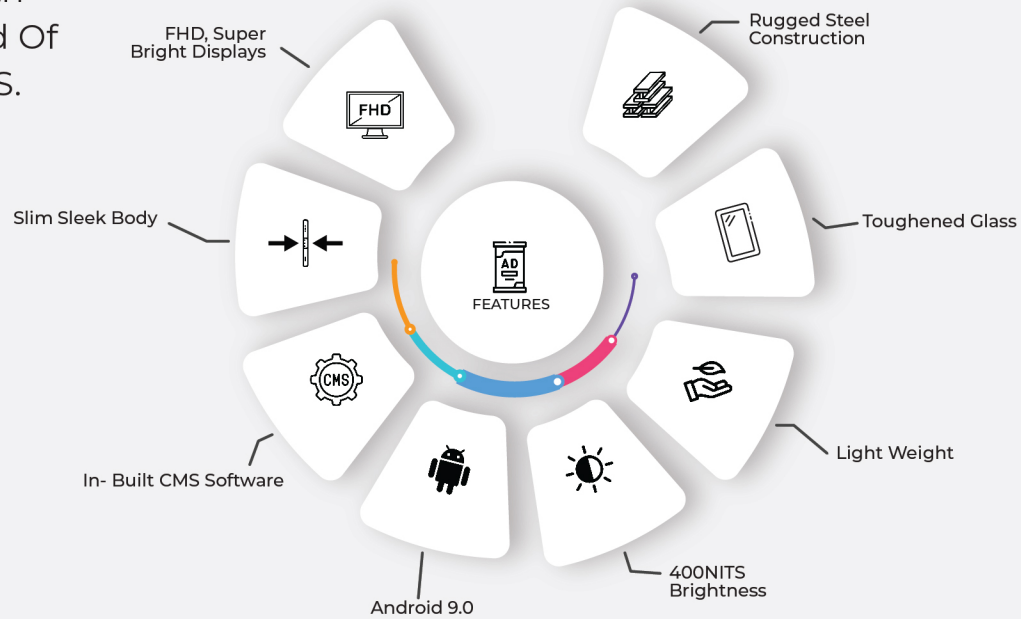 d Of
S.
FHD, Super
Bright Displays
FHD
Rugged Steel
Construction
Slim Sleek Body
Toughened Glass
AD
FEATURES
CMS
In- Built CMS Software
Light Weight
Android 9.0
400NITS
Brightness